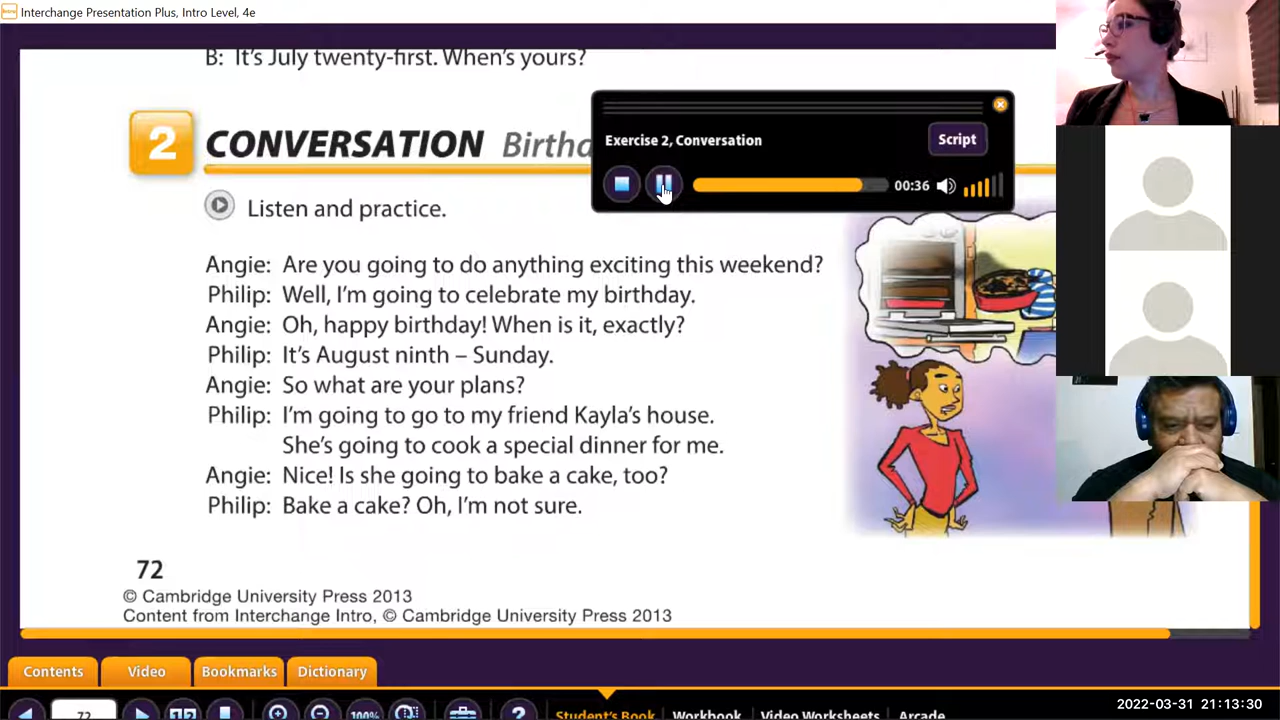 Interchange Presentation Plus, Intro Level, 4e
B: It's July twenty-first. When's yours?
2 CONVERSATION
Exercise 2, Conversation
Script
00:36
Listen and practice.
Angie: Are you going to do anything exciting this weekend?
Philip: Well, I'm going to celebrate my birthday.
Angie: Oh, happy birthday! When is it, exactly?
Philip: It's August ninth – Sunday.
Angie: So what are your plans?
Philip: I'm going to go to my friend Kayla's house.
She's going to cook a special dinner for me.
Angie: Nice! Is she going to bake a cake, too?
Philip: Bake a cake? Oh, I'm not sure.
72
© Cambridge University Press 2013
Content from Interchange Intro, © Cambridge University Press 2013
Contents Video Bookmarks Dictionary
72 100% ? Student's Book Workbook Video Worksheets Arcade
2022-03-31 21:13:30